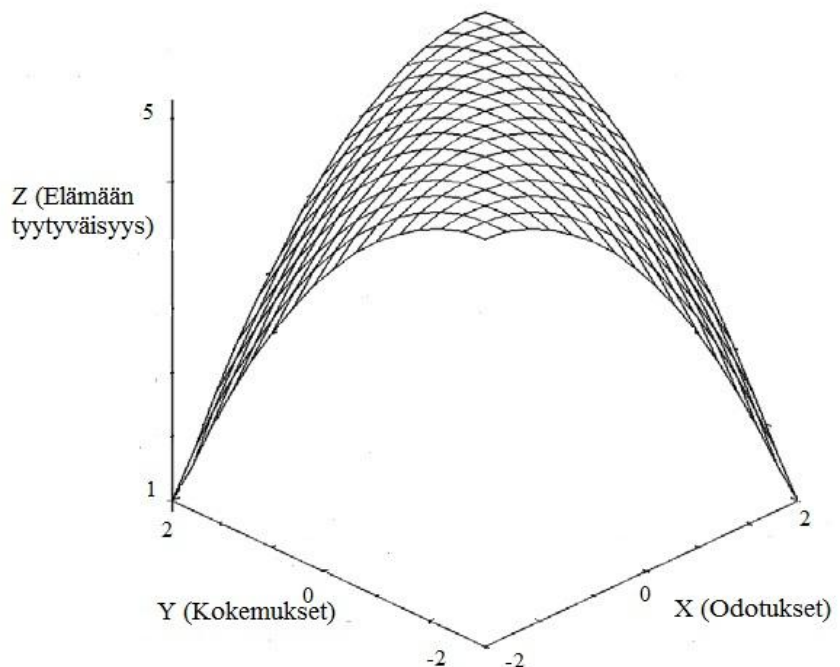 5
Z (Elämään
tyytyväisyys)
1
2
2
0
0
Y (Kokemukset)
X (Odotukset)
-2
-2